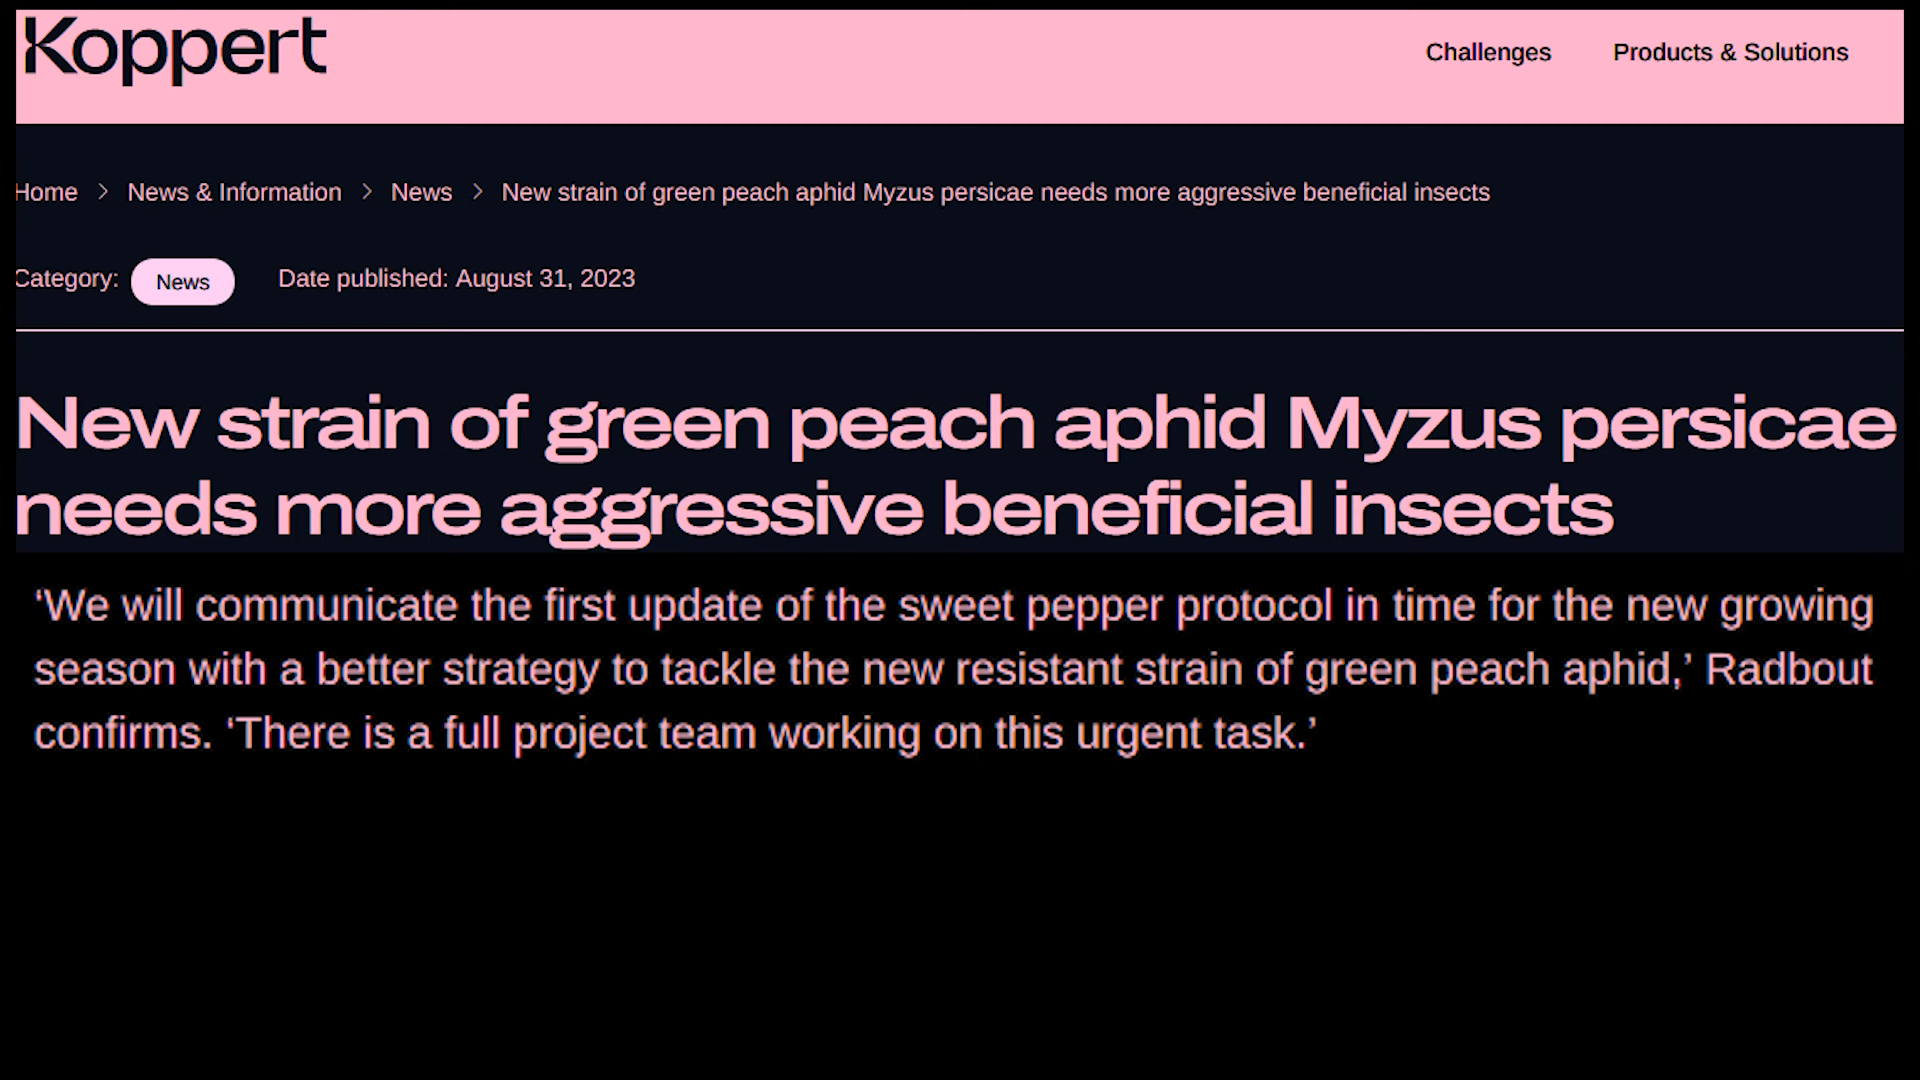 Koppert
Challenges Products & Solutions
Home > News & Information > News > New strain of green peach aphid Myzus persicae needs more aggressive beneficial insects
Category: News Date published: August 31, 2023
New strain of green peach aphid Myzus persicae
needs more aggressive beneficial insects
‘We will communicate the first update of the sweet pepper protocol in time for the new growing
season with a better strategy to tackle the new resistant strain of green peach aphid,’ Radbout
confirms. ‘There is a full project team working on this urgent task.’